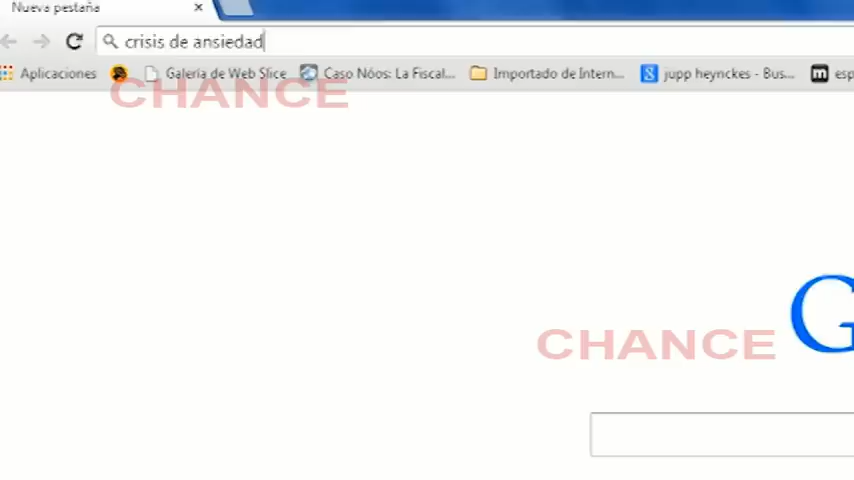 Nueva pestaña
crisis de ansiedad
Aplicaciones Galería de Web Slice Caso Nóos: La Fiscal... Importado de Intern... jupp heynckes - Bus... esp
CHANCE
G
CHANCE